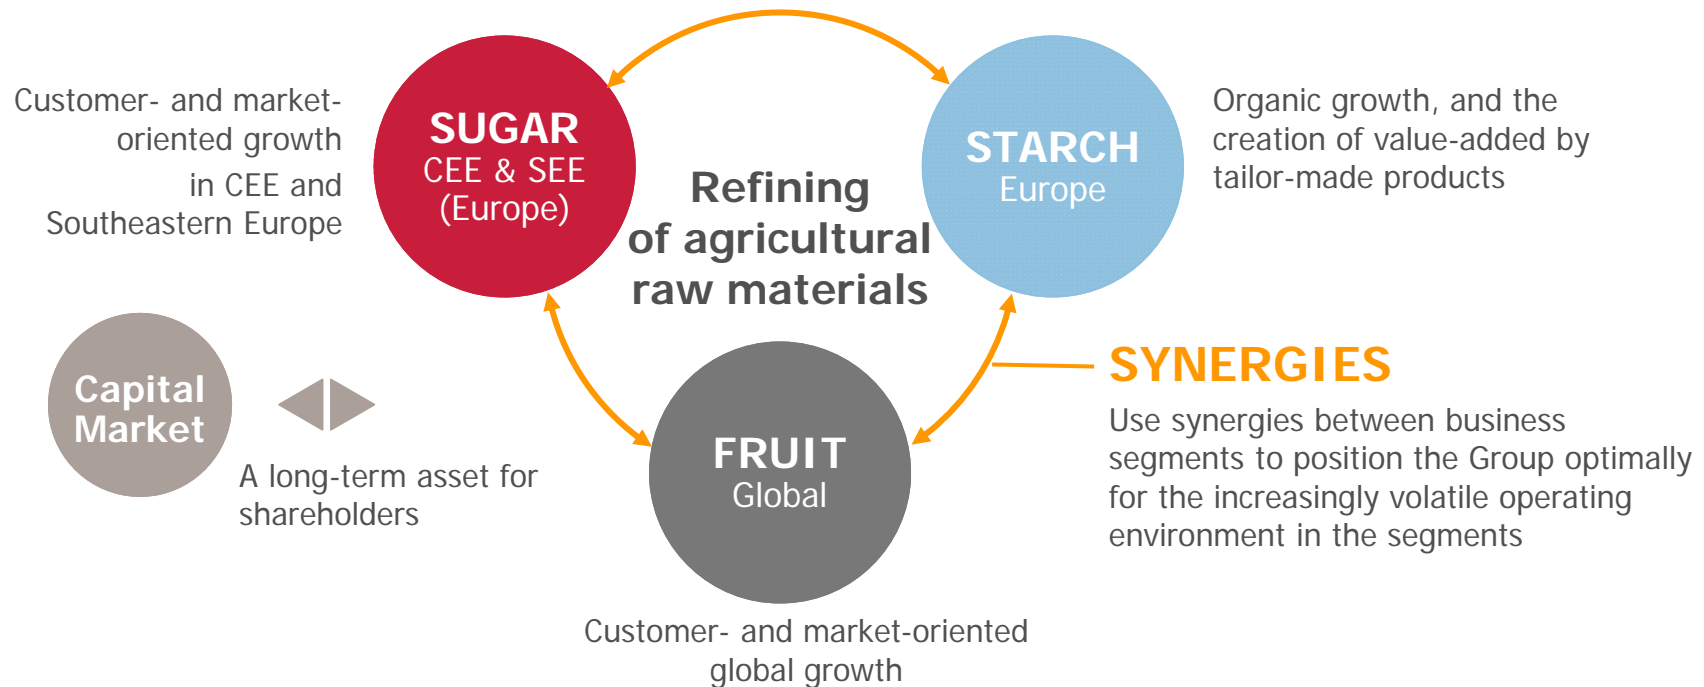 Customer- and market-
oriented growth
in CEE and
Southeastern Europe
SUGAR
CEE & SEE
(Europe)
Refining
of agricultural
raw materials
STARCH
Europe
Organic growth, and the
creation of value-added by
tailor-made products
Capital
Market
A long-term asset for
shareholders
FRUIT
Global
Customer- and market-oriented
global growth
SYNERGIES
Use synergies between business
segments to position the Group optimally
for the increasingly volatile operating
environment in the segments